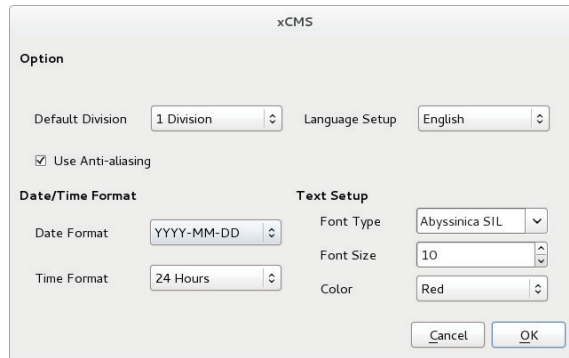 xCMS
Option
Default Division 1 Division Language Setup English
Use Anti-aliasing
Date/Time Format Text Setup
Font Type Abyssinica SIL
Date Format YYYY-MM-DD
Font Size 10
Time Format 24 Hours
Color Red
Cancel OK